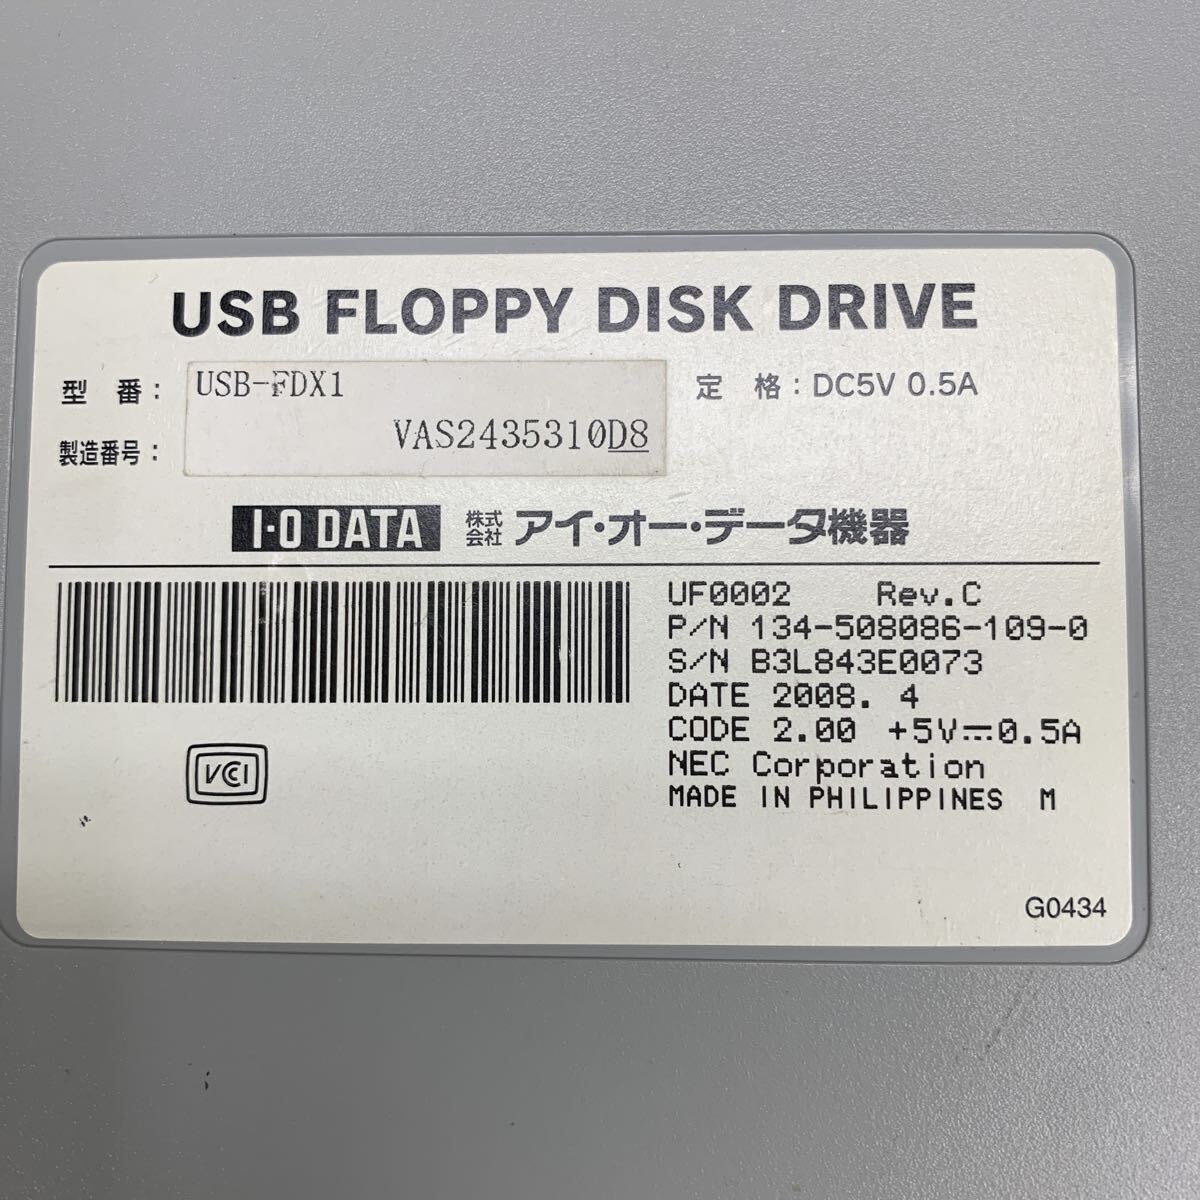 USB FLOPPY DISK DRIVE
型 番： USB-FDX1 定 格：DC5V 0.5A
製造番号： VAS2435310D8
I-O DATA 株式会社 アイ・オー・データ機器
UF0002 Rev.C
P/N 134-508086-109-0
S/N B3L843E0073
DATE 2008. 4
CODE 2.00 +5V⎓0.5A
NEC Corporation
MADE IN PHILIPPINES M
VCCI
G0434